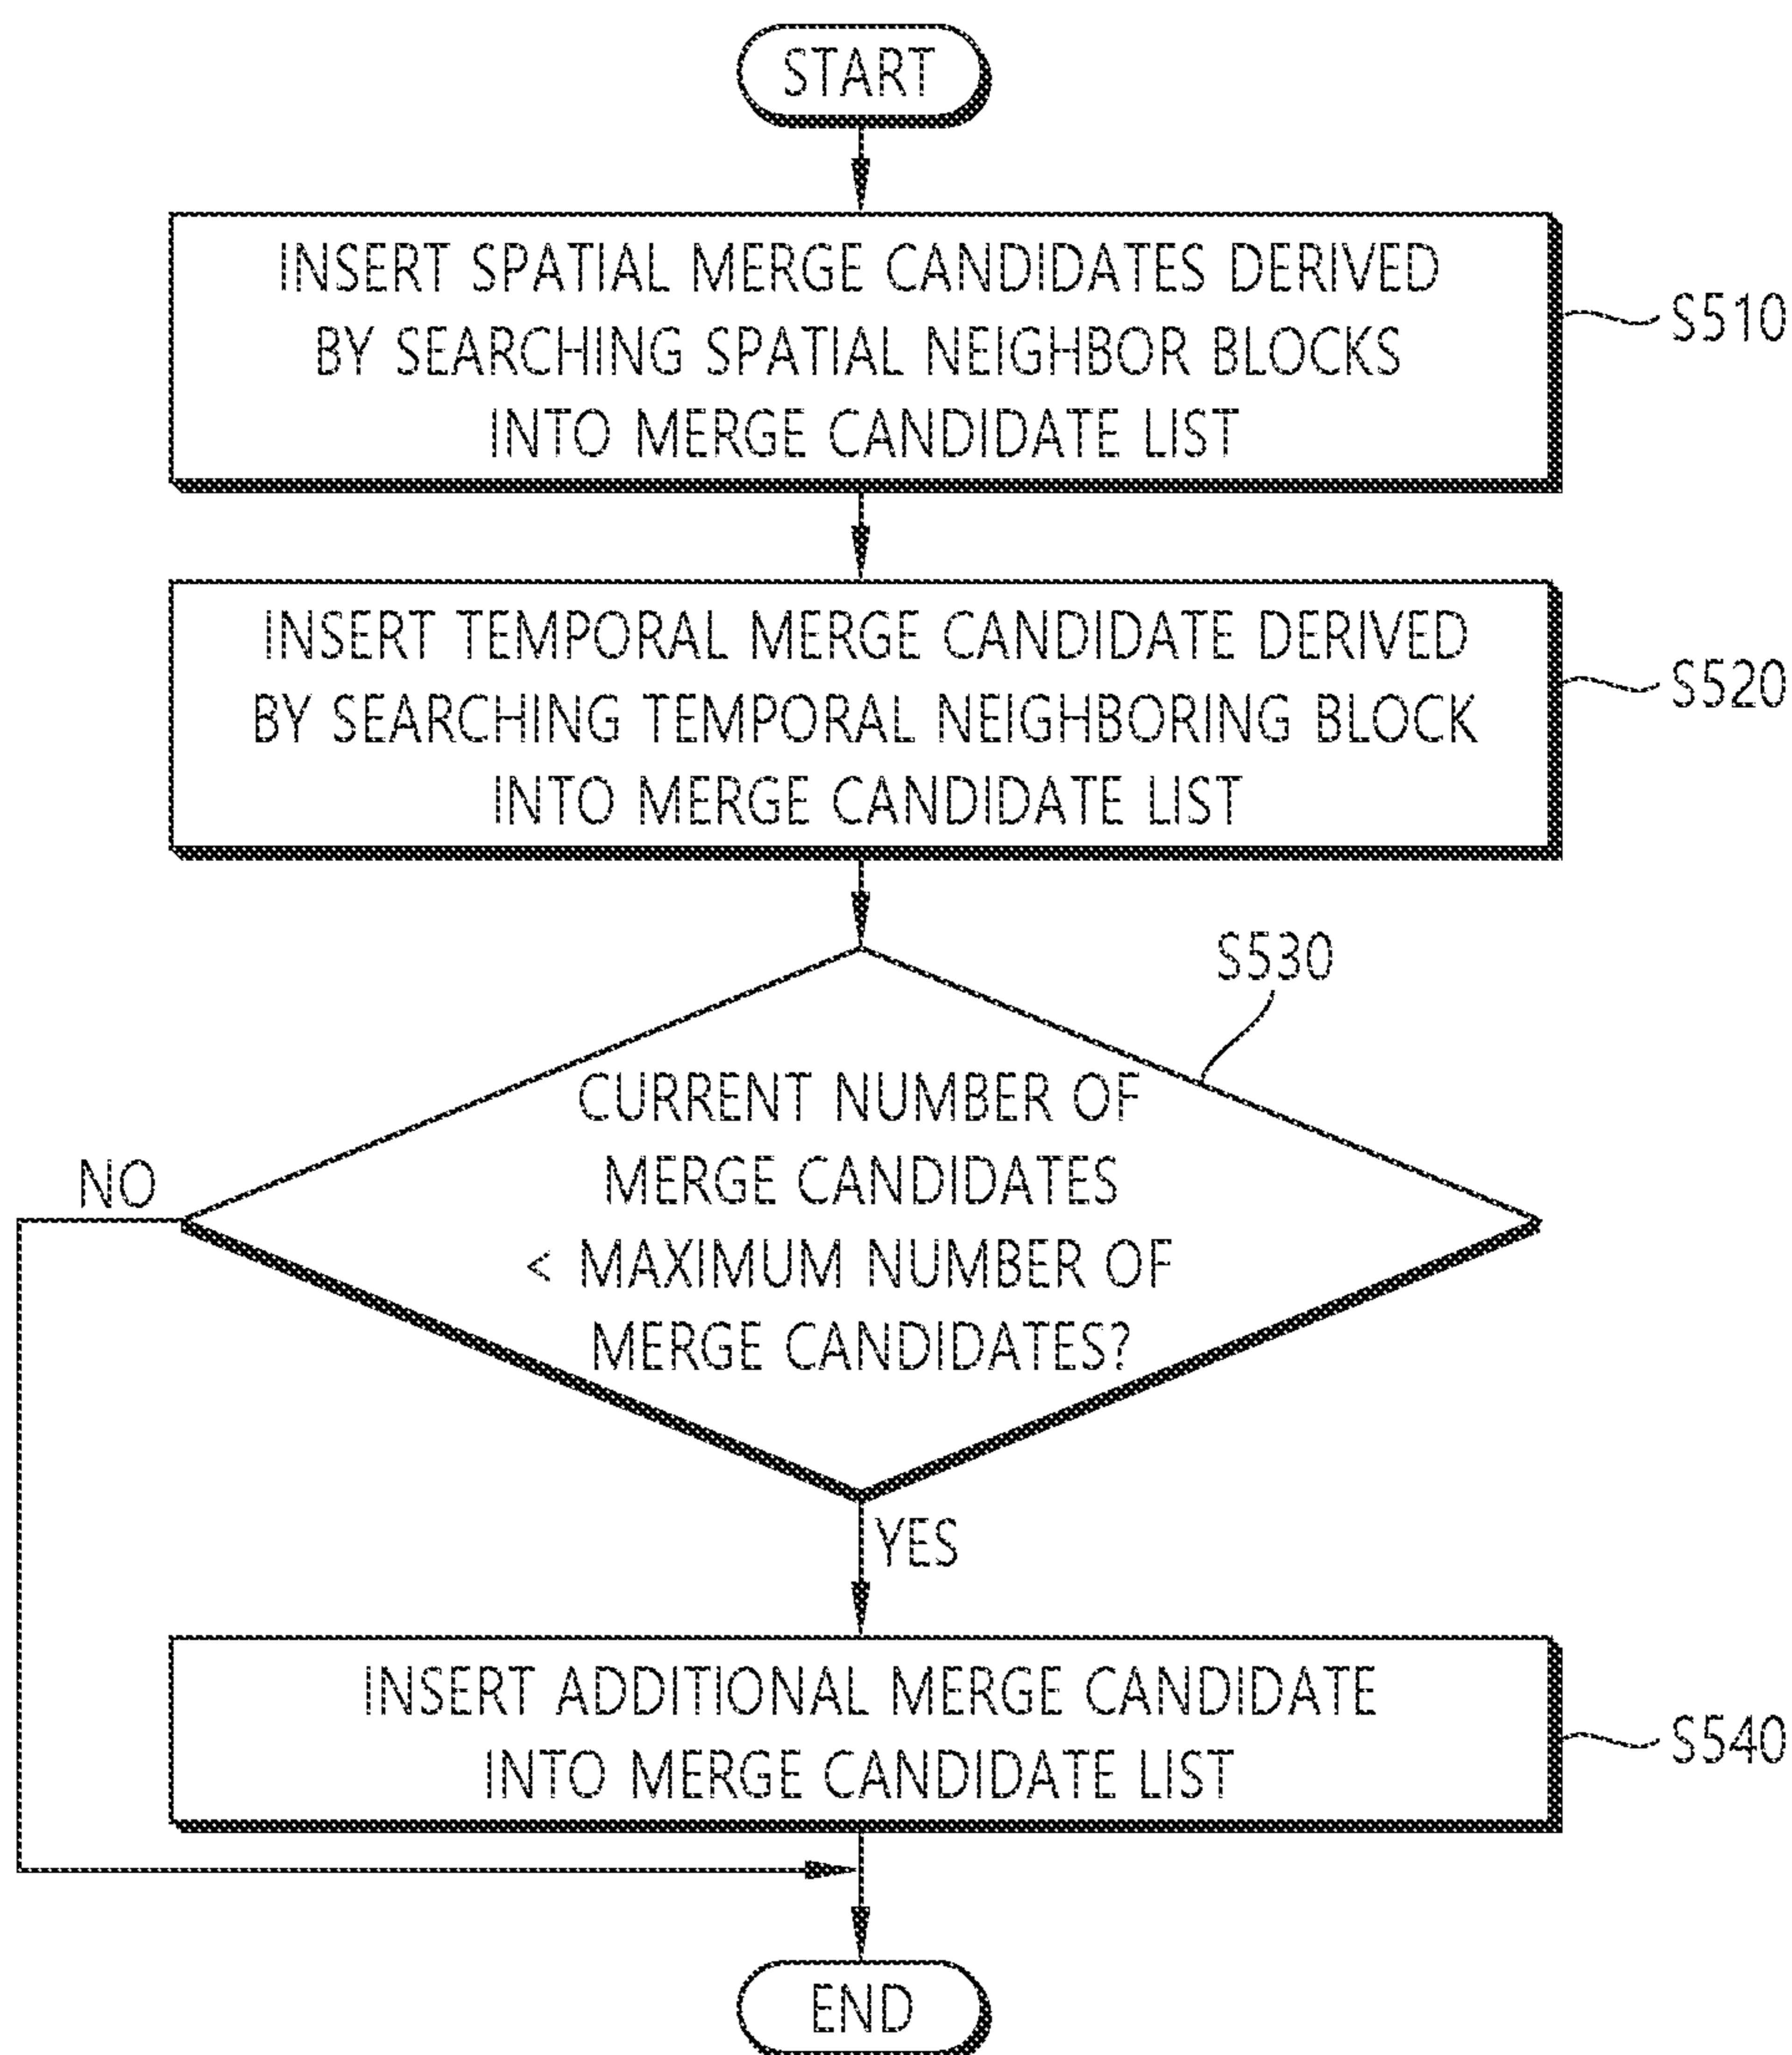 START
INSERT SPATIAL MERGE CANDIDATES DERIVED
BY SEARCHING SPATIAL NEIGHBOR BLOCKS
INTO MERGE CANDIDATE LIST
S510
INSERT TEMPORAL MERGE CANDIDATE DERIVED
BY SEARCHING TEMPORAL NEIGHBORING BLOCK
INTO MERGE CANDIDATE LIST
S520
S530
CURRENT NUMBER OF
MERGE CANDIDATES
< MAXIMUM NUMBER OF
MERGE CANDIDATES?
NO
YES
INSERT ADDITIONAL MERGE CANDIDATE
INTO MERGE CANDIDATE LIST
S540
END